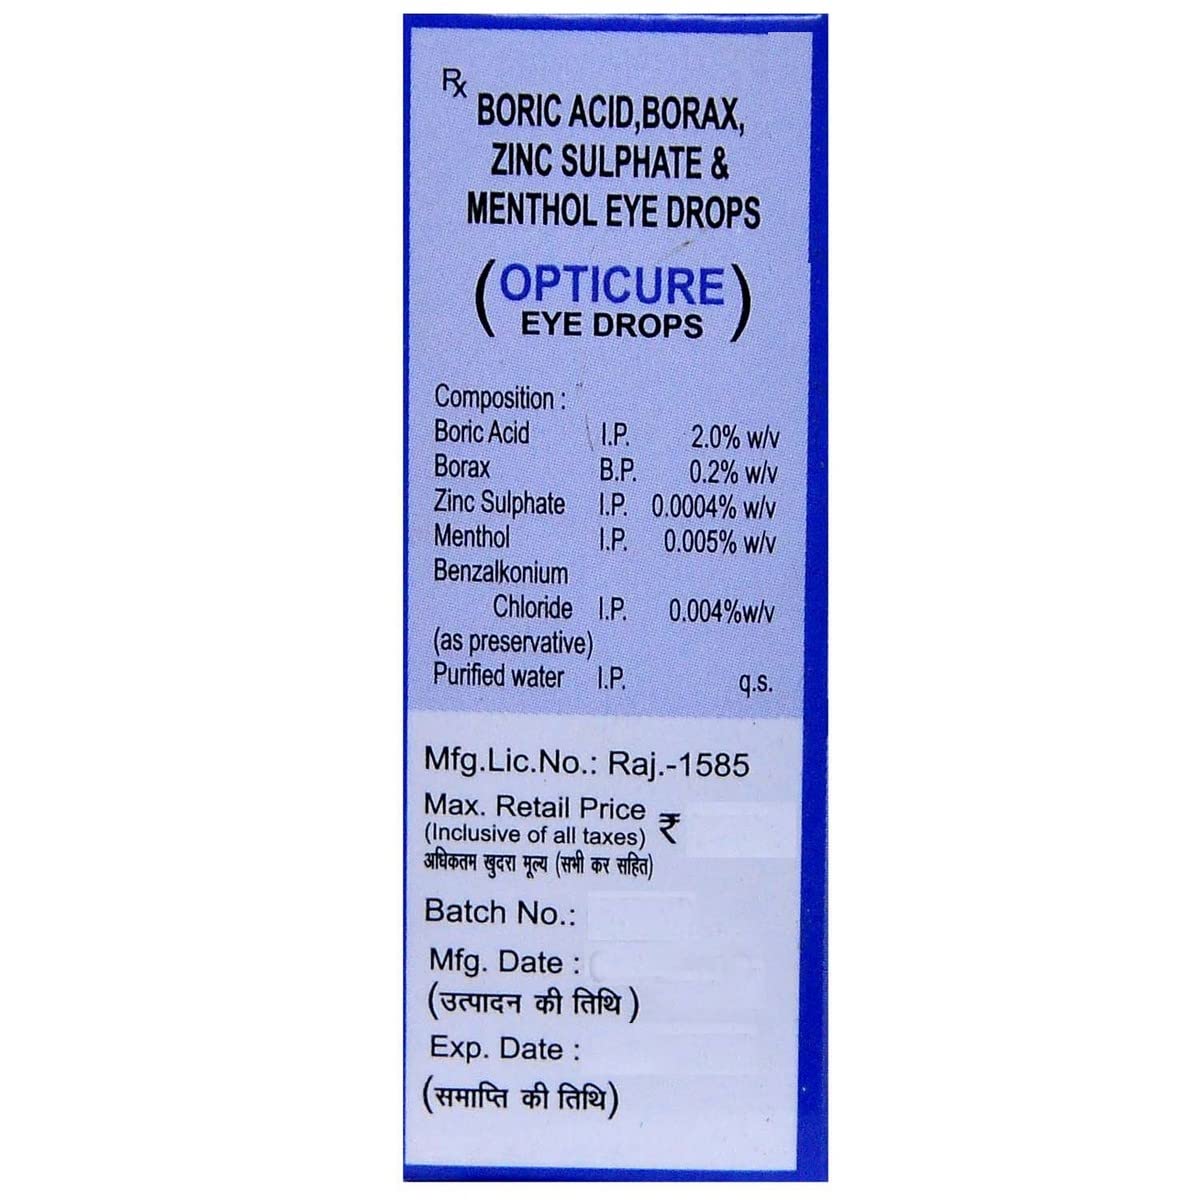 Rx
BORIC ACID,BORAX,
ZINC SULPHATE &
MENTHOL EYE DROPS
(OPTICURE
EYE DROPS)
Composition :
Boric Acid I.P. 2.0% w/v
Borax B.P. 0.2% w/v
Zinc Sulphate I.P. 0.0004% w/v
Menthol I.P. 0.005% w/v
Benzalkonium
Chloride I.P. 0.004%w/v
(as preservative)
Purified water I.P. q.s.
Mfg.Lic.No.: Raj.-1585
Max. Retail Price ₹
(Inclusive of all taxes)
अधिकतम खुदरा मूल्य (सभी कर सहित)
Batch No.:
Mfg. Date :
(उत्पादन की तिथि )
Exp. Date :
(समाप्ति की तिथि)